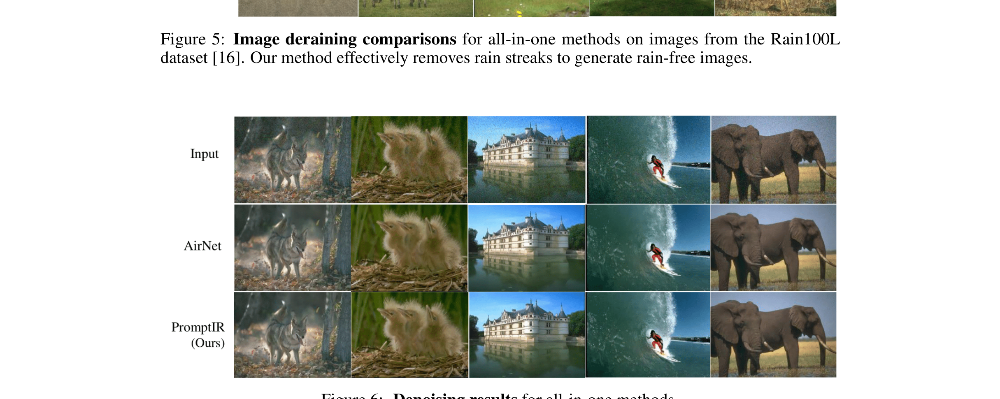 Figure 5: Image deraining comparisons for all-in-one methods on images from the Rain100L
dataset [16]. Our method effectively removes rain streaks to generate rain-free images.
Input
AirNet
PromptIR
(Ours)
Figure 6: Denoising results for all-in-one methods